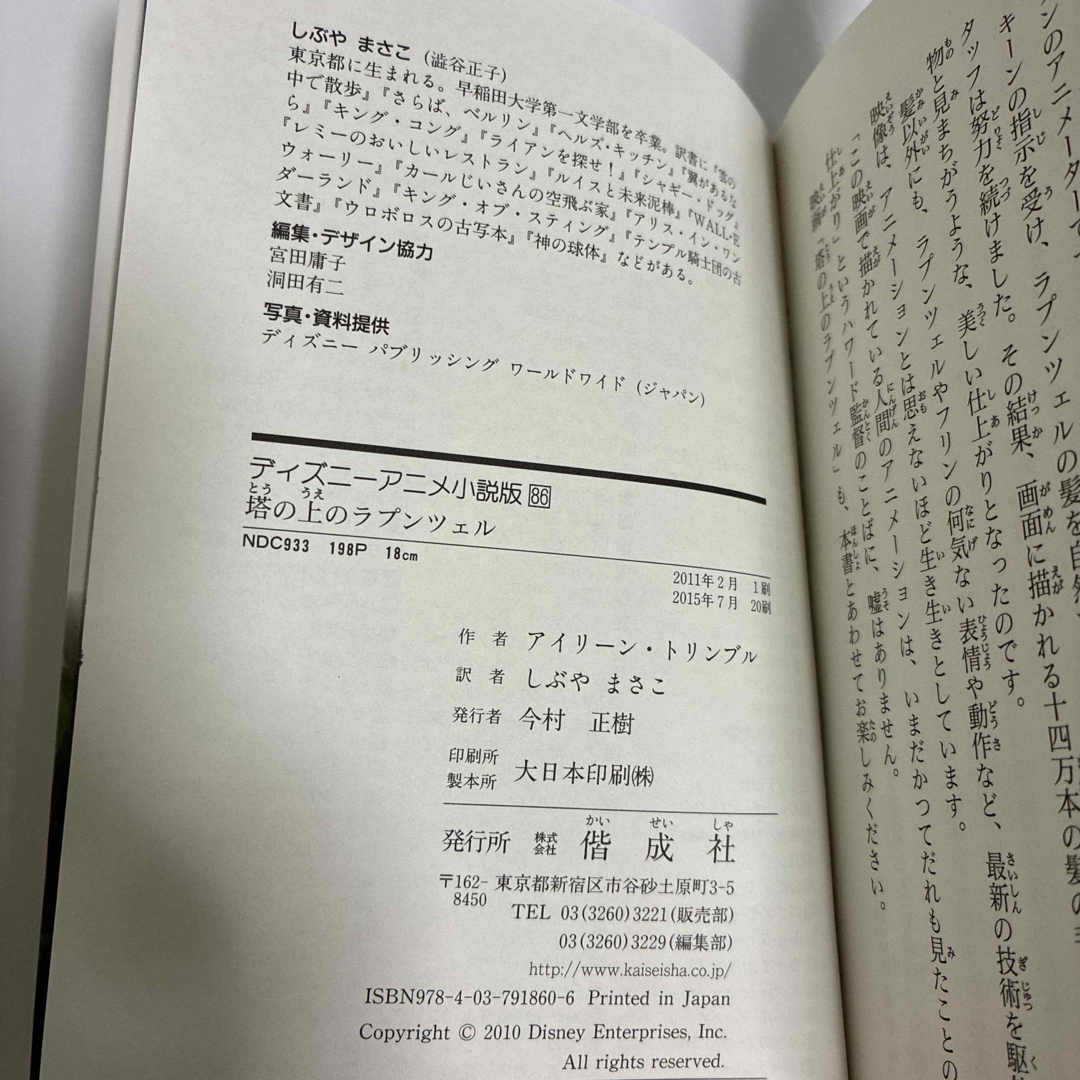 しぶや まさこ（澁谷正子）
東京都に生まれる。早稲田大学第一文学部を卒業。訳書に『雲の
中で散歩』『さらば、ベルリン』『ヘルズ・キッチン』『翼があるな
ら』『キング・コング』『ライアンを探せ！』『シャギー・ドッグ』
『レミーのおいしいレストラン』『ルイスと未来泥棒』『WALL・E
ウォーリー』『カールじいさんの空飛ぶ家』『アリス・イン・ワン
ダーランド』『キング・オブ・スティング』『テンプル騎士団の古
文書』『ウロボロスの古写本』『神の球体』などがある。
編集・デザイン協力
宮田庸子
洞田有二
写真・資料提供
ディズニー パブリッシング ワールドワイド（ジャパン）
ディズニーアニメ小説版 86
とう うえ
塔の上のラプンツェル
NDC933 198P 18cm
2011年2月 1刷
2015年7月 20刷
作者 アイリーン・トリンブル
訳者 しぶや まさこ
発行者 今村 正樹
印刷所
製本所 大日本印刷㈱
かい せい しゃ
発行所 株式会社 偕成社
〒162-8450 東京都新宿区市谷砂土原町3-5
TEL 03(3260)3221(販売部)
03(3260)3229(編集部)
http://www.kaiseisha.co.jp/
ISBN978-4-03-791860-6 Printed in Japan
Copyright © 2010 Disney Enterprises, Inc.
All rights reserved.
ンのアニメーターで
キーンの指示を受け、ラプンツェルの髪を自然
タッフは努力を続けました。その結果、画面に描かれる十四万本の髪の
物と見まちがうような、美しい仕上がりとなったのです。
髪以外にも、ラプンツェルやフリンの何気ない表情や動作など、最新の技術を駆
映像は、アニメーションとは思えないほど生き生きとしています。
「この映画で描かれている人間のアニメーションは、いまだかつてだれも見たことの
仕上がり」というハワード監督のことばに、嘘はありません。
映画「塔の上のラプンツェル」も、本書とあわせてお楽しみください。